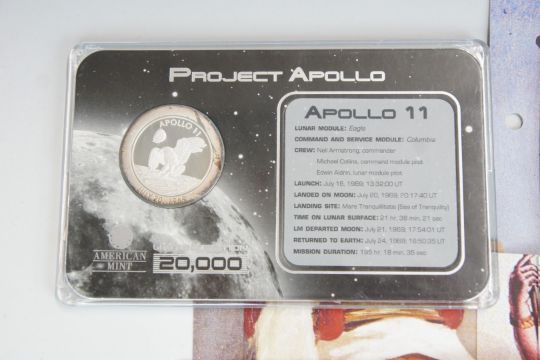 PROJECT APOLLO
APOLLO 11
APOLLO 11
LUNAR MODULE: Eagle
COMMAND AND SERVICE MODULE: Columbia
CREW: Neil Armstrong, commander
Michael Collins, command module pilot
Edwin Aldrin, lunar module pilot
LAUNCH: July 16, 1969, 13:32:00 UT
LANDED ON MOON: July 20, 1969, 20:17:40 UT
LANDING SITE: Mare Tranquillitatis (Sea of Tranquility)
TIME ON LUNAR SURFACE: 21 hr, 38 min, 21 sec
LM DEPARTED MOON: July 21, 1969, 17:54:01 UT
RETURNED TO EARTH: July 24, 1969, 16:50:35 UT
MISSION DURATION: 195 hr, 18 min, 35 sec
AMERICAN
MINT
20,000